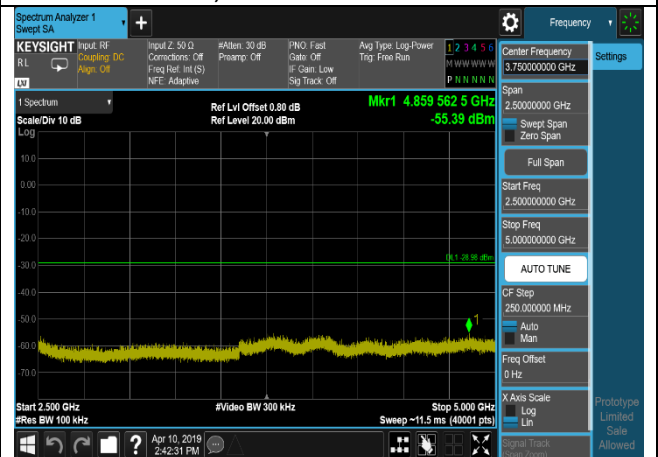 Spectrum Analyzer 1
Swept SA
+
Frequency
KEYSIGHT
RL
LXI
Input: RF
Coupling: DC
Align: Off
Input Z: 50 Ω
Corrections: Off
Freq Ref: Int (S)
NFE: Adaptive
#Atten: 30 dB
Preamp: Off
PNO: Fast
Gate: Off
IF Gain: Low
Sig Track: Off
Avg Type: Log-Power
Trig: Free Run
1 2 3 4 5 6
M W W W W W
P N N N N N
1 Spectrum
Scale/Div 10 dB
Log
Ref Lvl Offset 0.80 dB
Ref Level 20.00 dBm
Mkr1 4.859 562 5 GHz
-55.39 dBm
10.0
0.00
-10.0
-20.0
-30.0
-40.0
-50.0
-60.0
-70.0
DL1 -28.98 dBm
1
Start 2.500 GHz
#Res BW 100 kHz
#Video BW 300 kHz
Stop 5.000 GHz
Sweep ~11.5 ms (40001 pts)
?
Apr 10, 2019
2:42:31 PM
Center Frequency
3.750000000 GHz
Span
2.50000000 GHz
Swept Span
Zero Span
Full Span
Start Freq
2.500000000 GHz
Stop Freq
5.000000000 GHz
AUTO TUNE
CF Step
250.000000 MHz
Auto
Man
Freq Offset
0 Hz
X Axis Scale
Log
Lin
Signal Track
(Span Zoom)
Settings
Prototype
Limited
Sale
Allowed